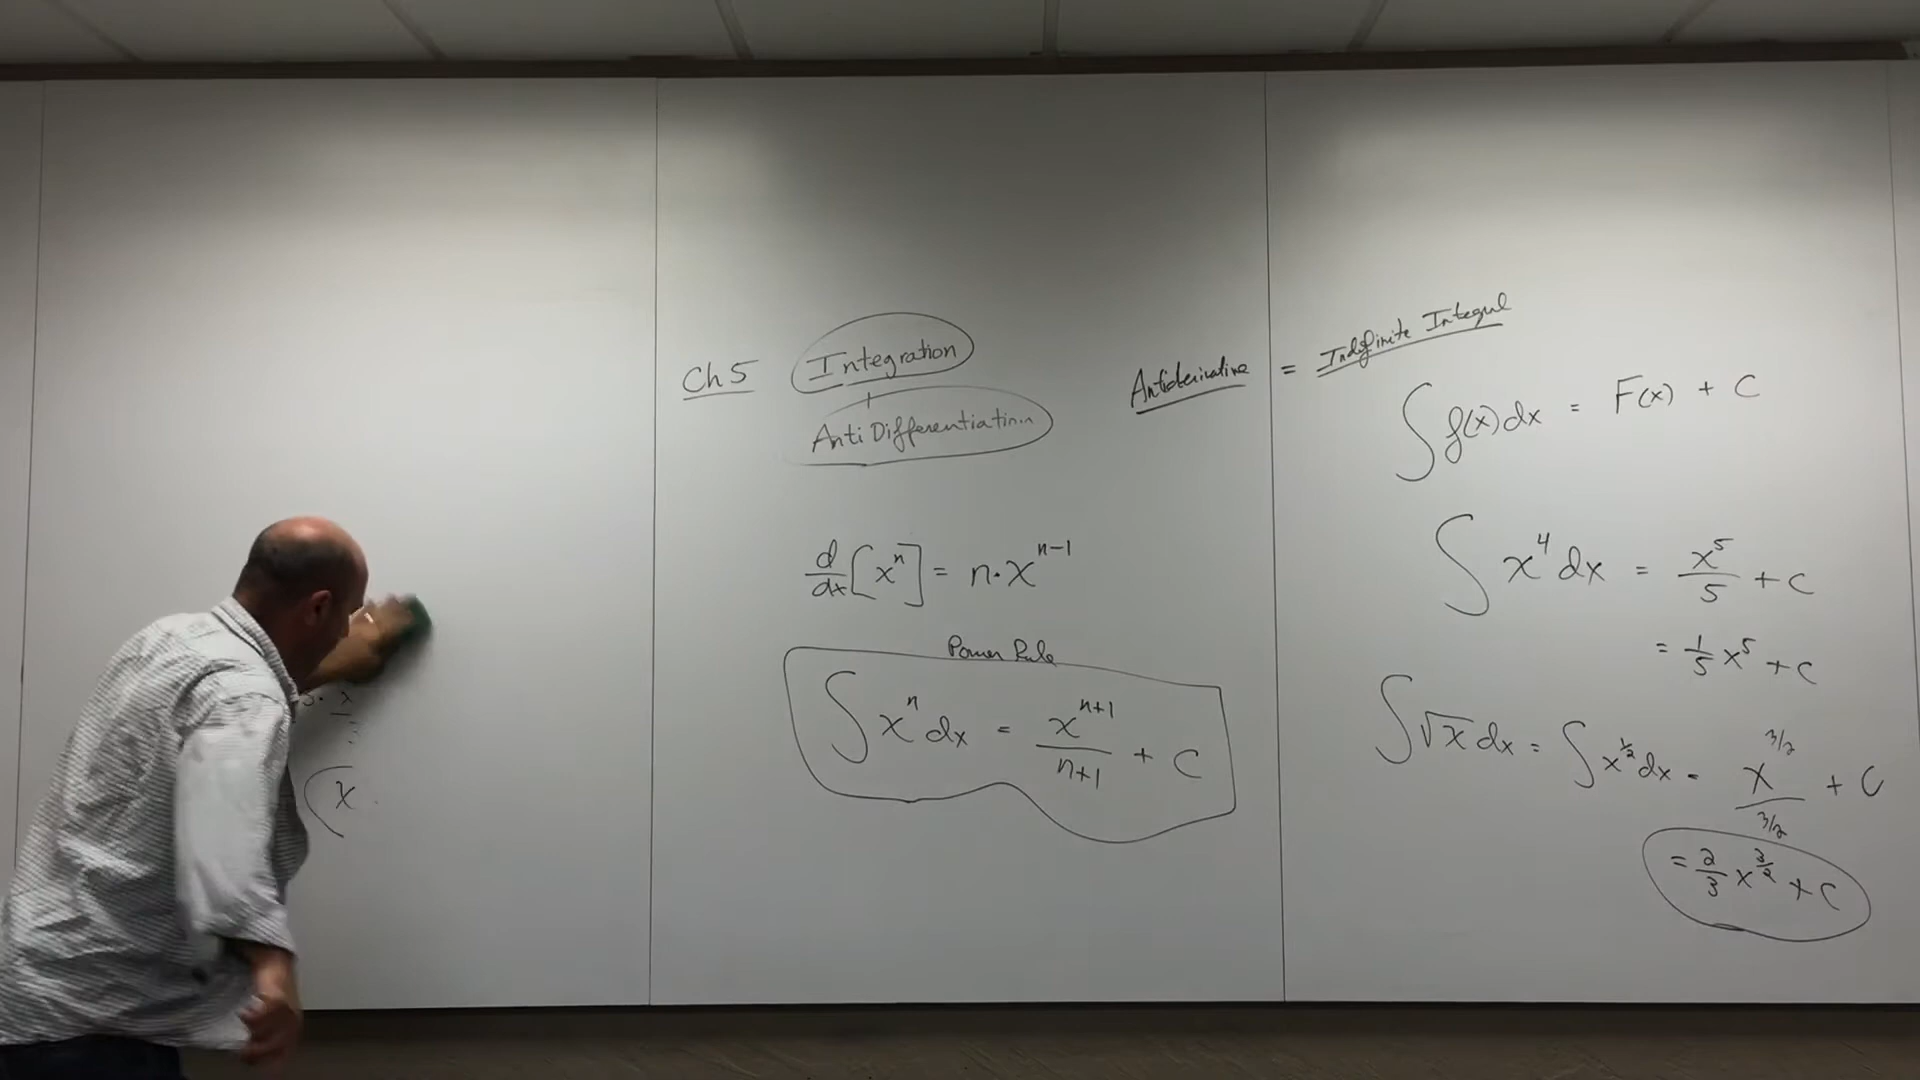 Ch 5 Integration
Anti Differentiation
d/dx [xⁿ] = n·xⁿ⁻¹
Power Rule
∫ xⁿ dx = xⁿ⁺¹/(n+1) + C
Antiderivative = Indefinite Integral
∫ f(x) dx = F(x) + C
∫ x⁴ dx = x⁵/5 + C
= 1/5 x⁵ + C
∫ √x dx = ∫ x^(1/2) dx = x^(3/2)/(3/2) + C
= 2/3 x^(3/2) + C
x